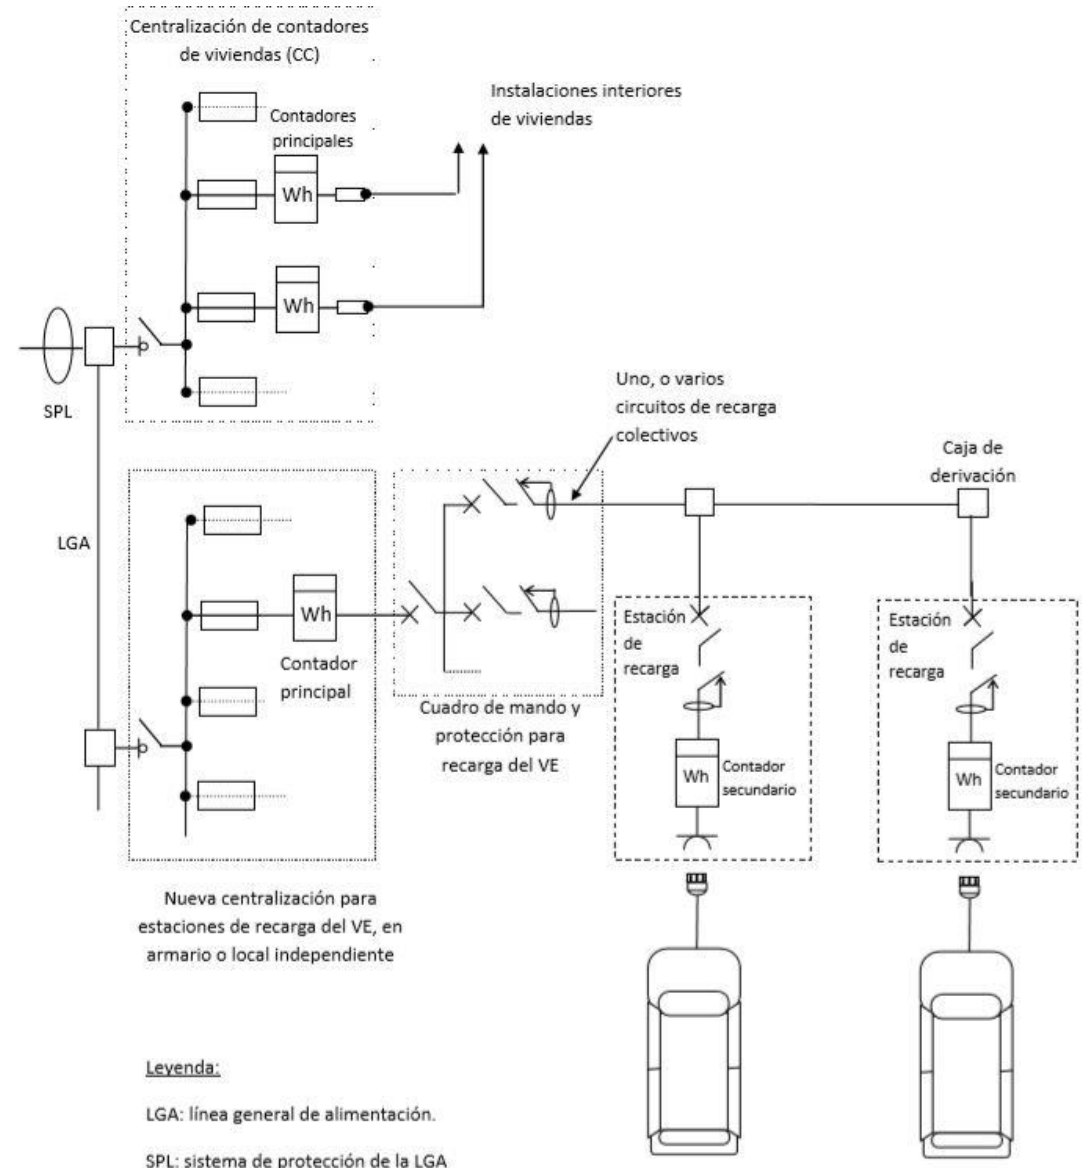 Centralización de contadores
de viviendas (CC)
Contadores
principales
Wh
Wh
Instalaciones interiores
de viviendas
SPL
LGA
Uno, o varios
circuitos de recarga
colectivos
Caja de
derivación
Wh
Contador
principal
Cuadro de mando y
protección para
recarga del VE
Estación
de
recarga
Wh
Contador
secundario
Estación
de
recarga
Wh
Contador
secundario
Nueva centralización para
estaciones de recarga del VE, en
armario o local independiente
Leyenda:
LGA: línea general de alimentación.
SPL: sistema de protección de la LGA